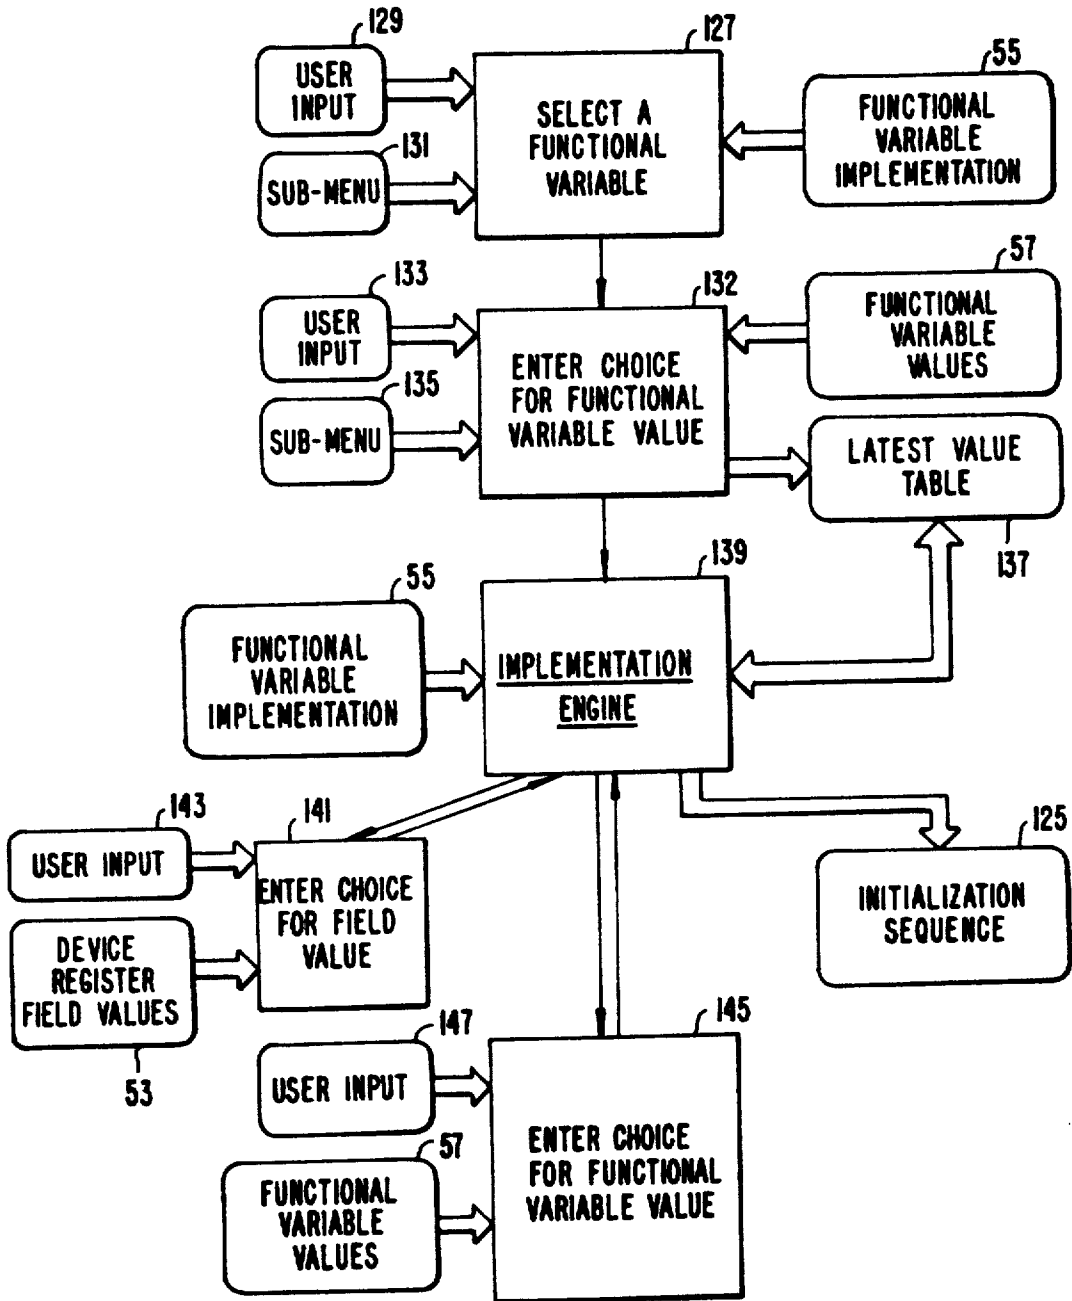 129
USER
INPUT
131
SUB-MENU
127
SELECT A
FUNCTIONAL
VARIABLE
55
FUNCTIONAL
VARIABLE
IMPLEMENTATION
133
USER
INPUT
135
SUB-MENU
132
ENTER CHOICE
FOR FUNCTIONAL
VARIABLE VALUE
57
FUNCTIONAL
VARIABLE
VALUES
LATEST VALUE
TABLE
137
55
FUNCTIONAL
VARIABLE
IMPLEMENTATION
139
IMPLEMENTATION
ENGINE
143
USER INPUT
DEVICE
REGISTER
FIELD VALUES
53
141
ENTER CHOICE
FOR FIELD
VALUE
125
INITIALIZATION
SEQUENCE
147
USER INPUT
57
FUNCTIONAL
VARIABLE
VALUES
145
ENTER CHOICE
FOR FUNCTIONAL
VARIABLE VALUE